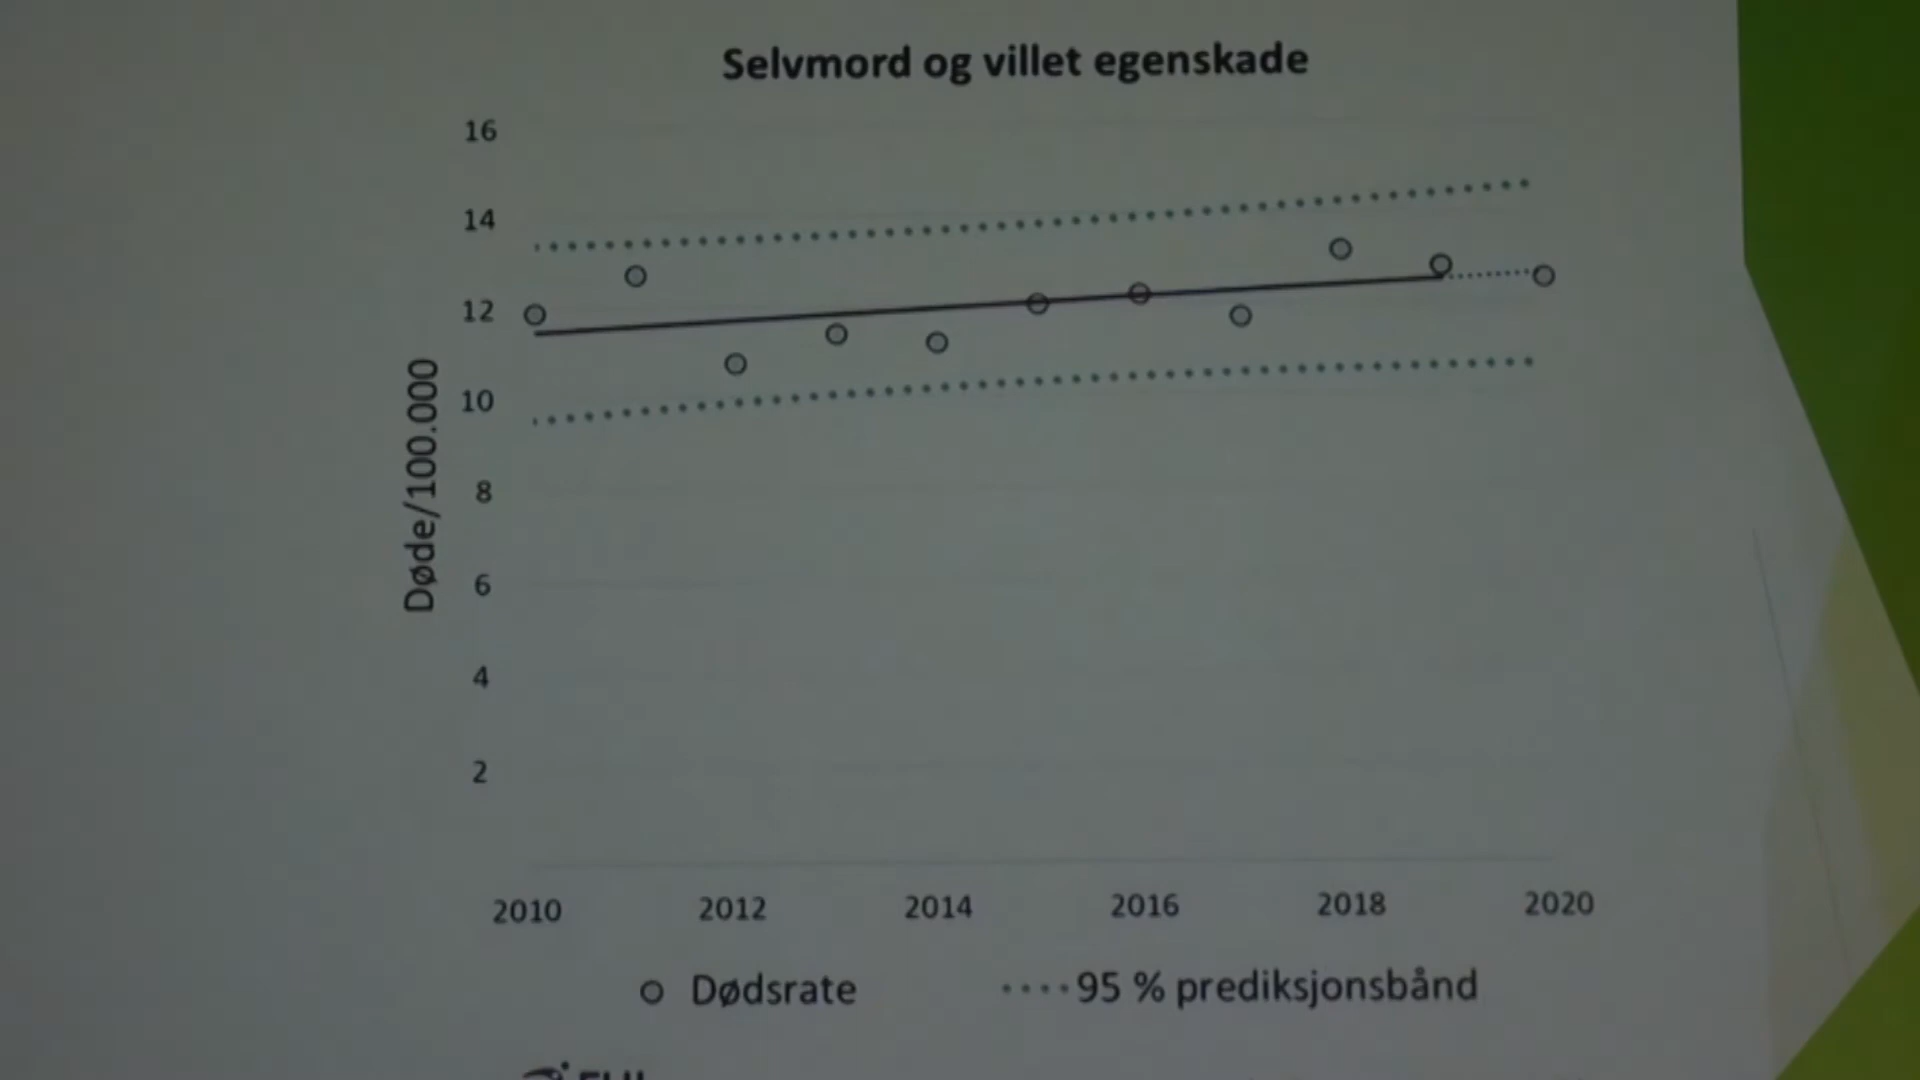 Selvmord og villet egenskade
16
14
12
10
8
6
4
2
Døde/100.000
2010 2012 2014 2016 2018 2020
Dødsrate 95 % prediksjonsbånd